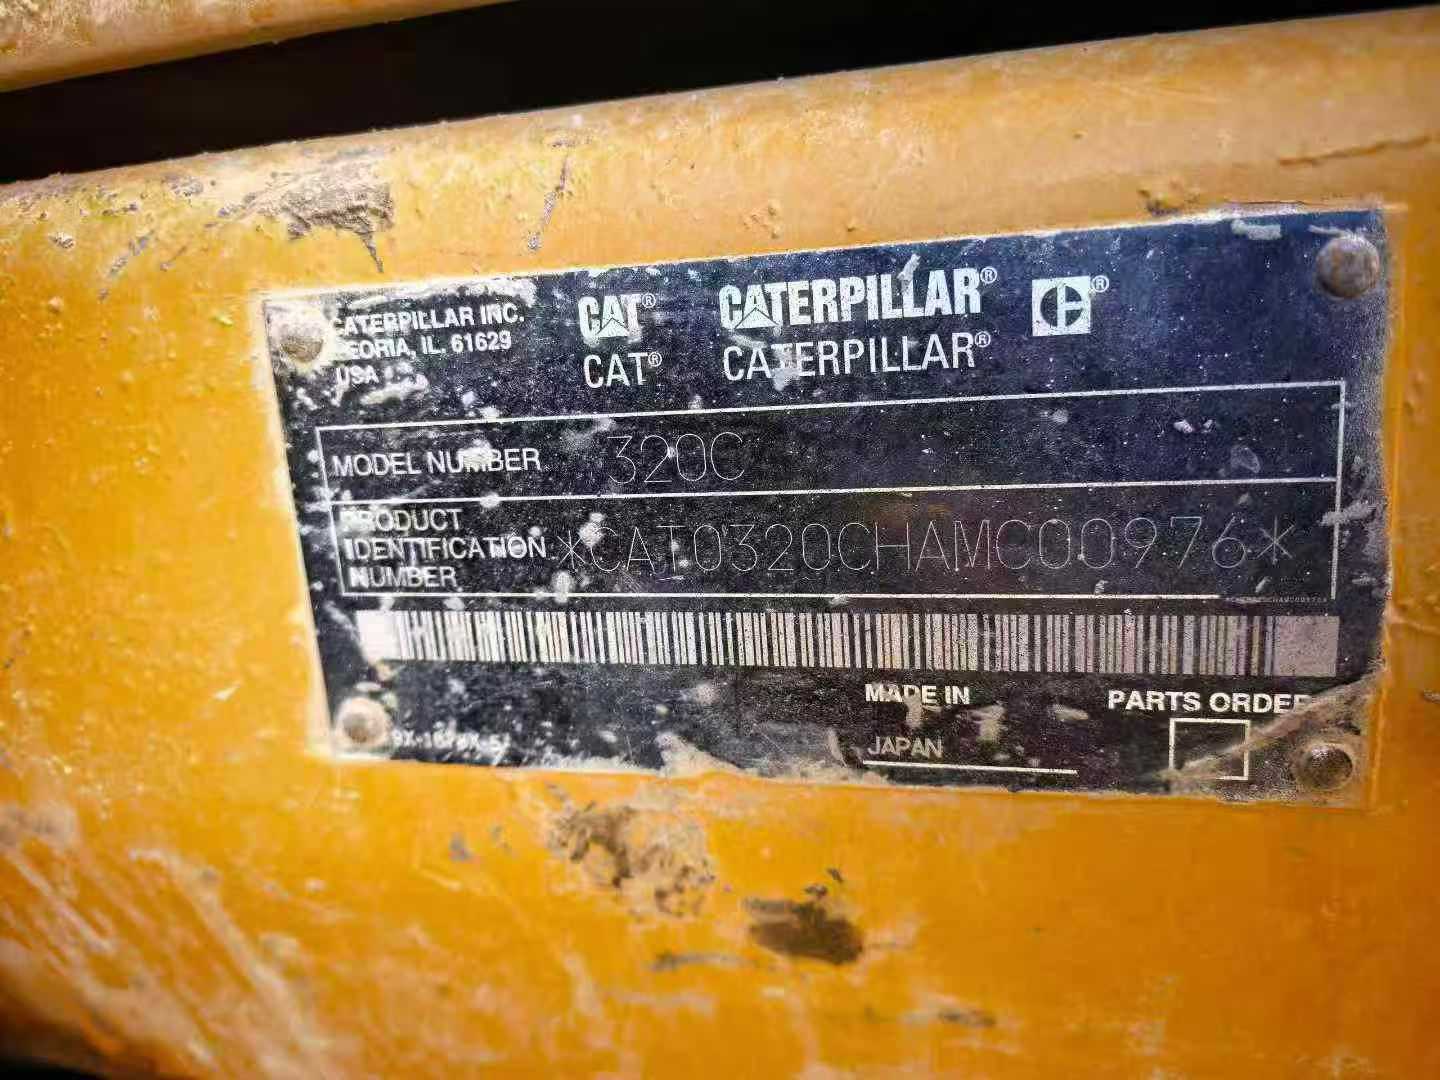 CATERPILLAR INC.
PEORIA, IL. 61629
USA
CAT®
CAT®
CATERPILLAR®
CATERPILLAR®
C®
MODEL NUMBER 320C
PRODUCT
IDENTIFICATION
NUMBER
*CAT0320CHAMC00976*
MADE IN
JAPAN
PARTS ORDER